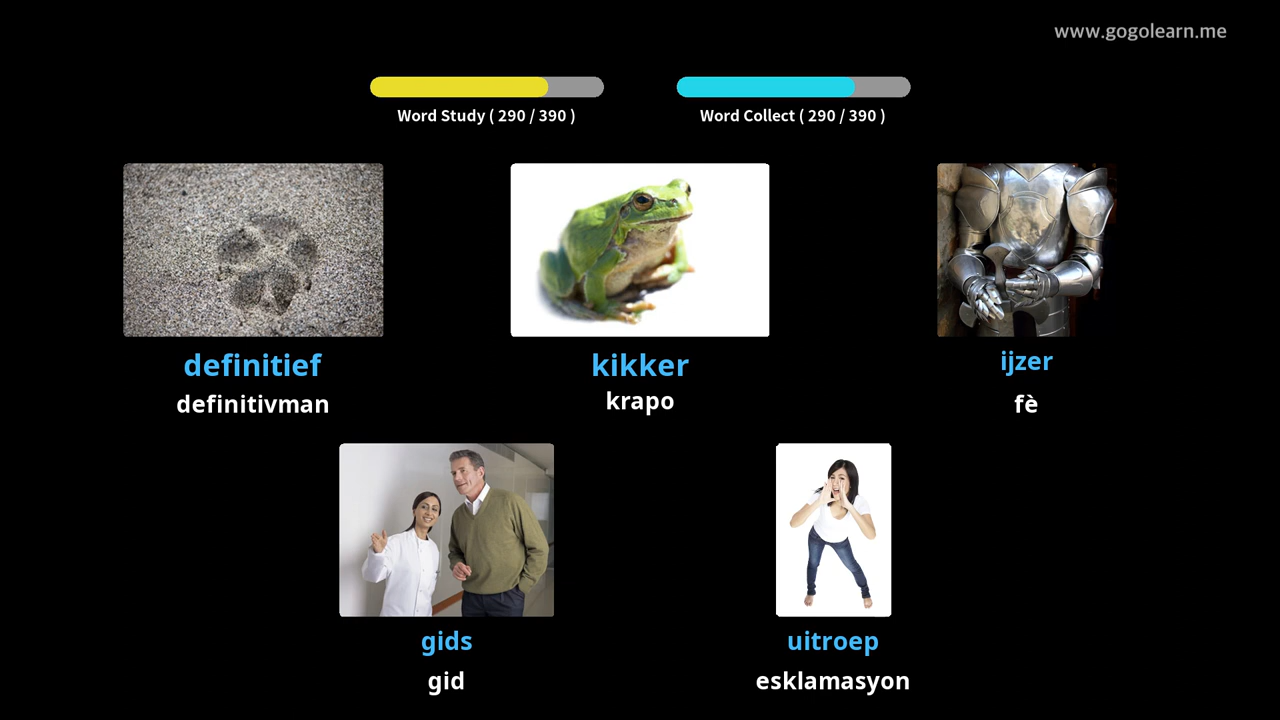 www.gogolearn.me
Word Study ( 290 / 390 )
Word Collect ( 290 / 390 )
definitief
definitivman
kikker
krapo
ijzer
fè
gids
gid
uitroep
esklamasyon